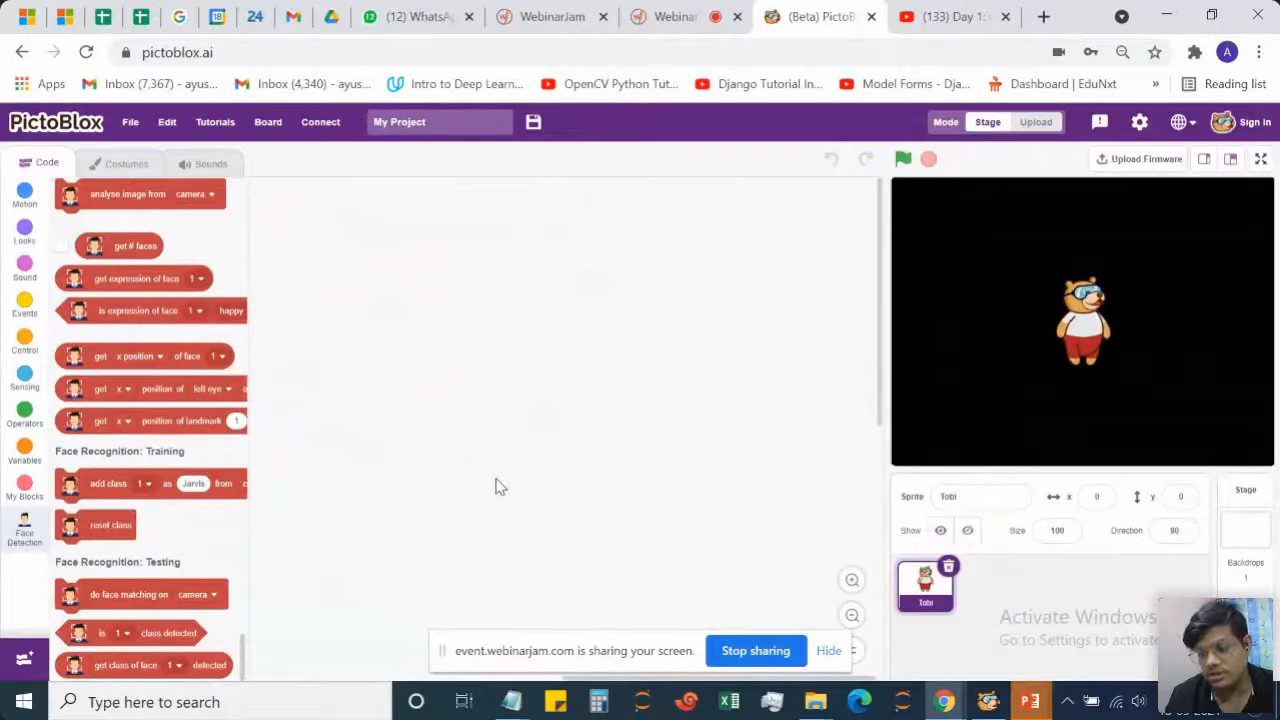 (12) WhatsA
WebinarJam
Webinar
(Beta) PictoB
(133) Day 1:
pictoblox.ai
A
Apps
Inbox (7,367) - ayus...
Inbox (4,340) - ayus...
Intro to Deep Learn...
OpenCV Python Tut...
Django Tutorial In...
Model Forms - Dja...
Dashboard | EduNxt
»
Reading list
PictoBlox
File
Edit
Tutorials
Board
Connect
My Project
Mode
Stage
Upload
Sign In
Code
Costumes
Sounds
Upload Firmware
Motion
Looks
Sound
Events
Control
Sensing
Operators
Variables
My Blocks
Face
Detection
analyse image from camera
get # faces
get expression of face 1
is expression of face 1 happy
get x position of face 1
get x position of left eye o
get x position of landmark 1
Face Recognition: Training
add class 1 as Jarvis from c
reset class
Face Recognition: Testing
do face matching on camera
is 1 class detected
get class of face 1 detected
Sprite Tobi x 0 y 0
Show Size 100 Direction 90
Tobi
Stage
Backdrops
1
Activate Windows
Go to Settings to activate
event.webinarjam.com is sharing your screen.
Stop sharing
Hide
Type here to search